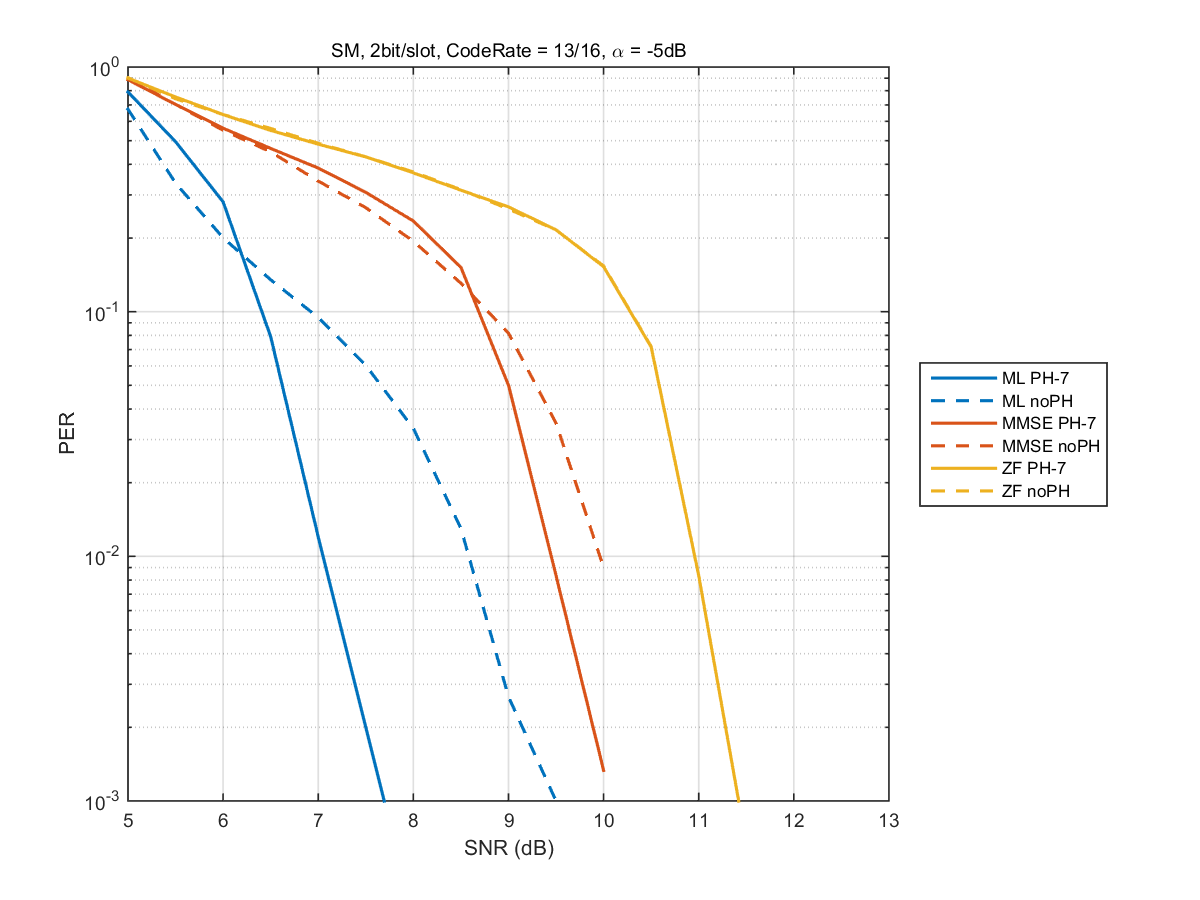 SM, 2bit/slot, CodeRate = 13/16, α = -5dB
10^0
10^-1
10^-2
10^-3
PER
5 6 7 8 9 10 11 12 13
SNR (dB)
ML PH-7
ML noPH
MMSE PH-7
MMSE noPH
ZF PH-7
ZF noPH